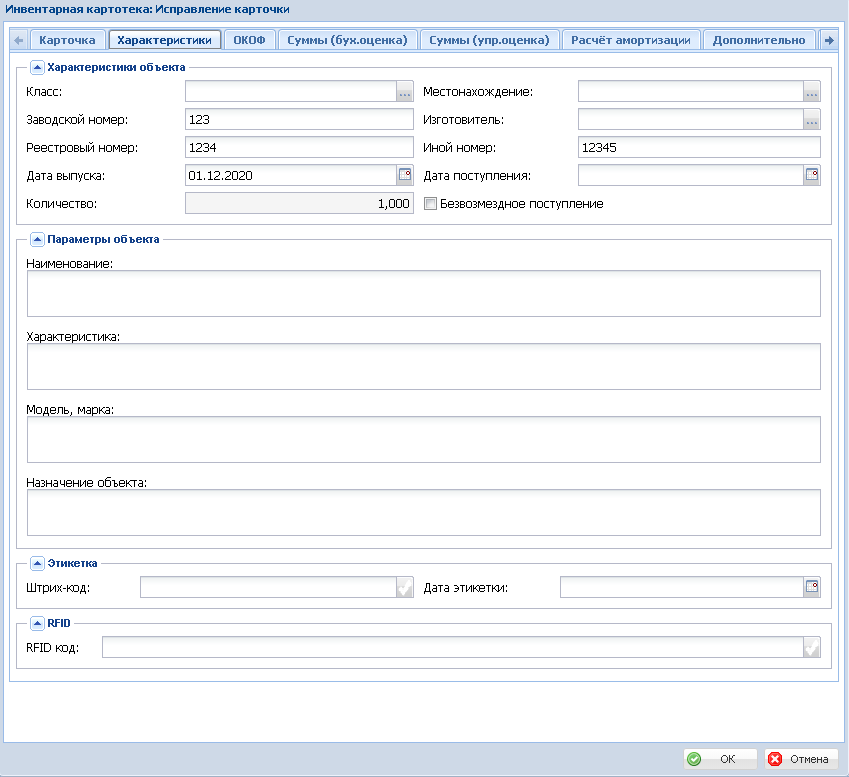 Инвентарная картотека: Исправление карточки
Карточка Характеристики ОКОФ Суммы (бух.оценка) Суммы (упр.оценка) Расчёт амортизации Дополнительно
Характеристики объекта
Класс: ... Местонахождение: ...
Заводской номер: 123 Изготовитель: ...
Реестровый номер: 1234 Иной номер: 12345
Дата выпуска: 01.12.2020 Дата поступления:
Количество: 1,000 Безвозмездное поступление
Параметры объекта
Наименование:
Характеристика:
Модель, марка:
Назначение объекта:
Этикетка
Штрих-код: Дата этикетки:
RFID
RFID код:
OK Отмена